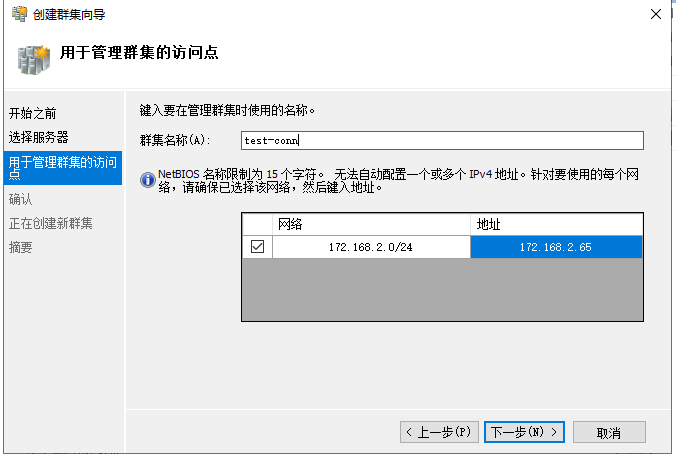 创建群集向导
用于管理群集的访问点
开始之前
选择服务器
用于管理群集的访问
点
确认
正在创建新群集
摘要
键入要在管理群集时使用的名称。
群集名称(A):
test-conn
NetBIOS 名称限制为 15 个字符。 无法自动配置一个或多个 IPv4 地址。针对要使用的每个网
络，请确保已选择该网络，然后键入地址。
网络 地址
172.168.2.0/24 172.168.2.65
< 上一步(P) 下一步(N) > 取消